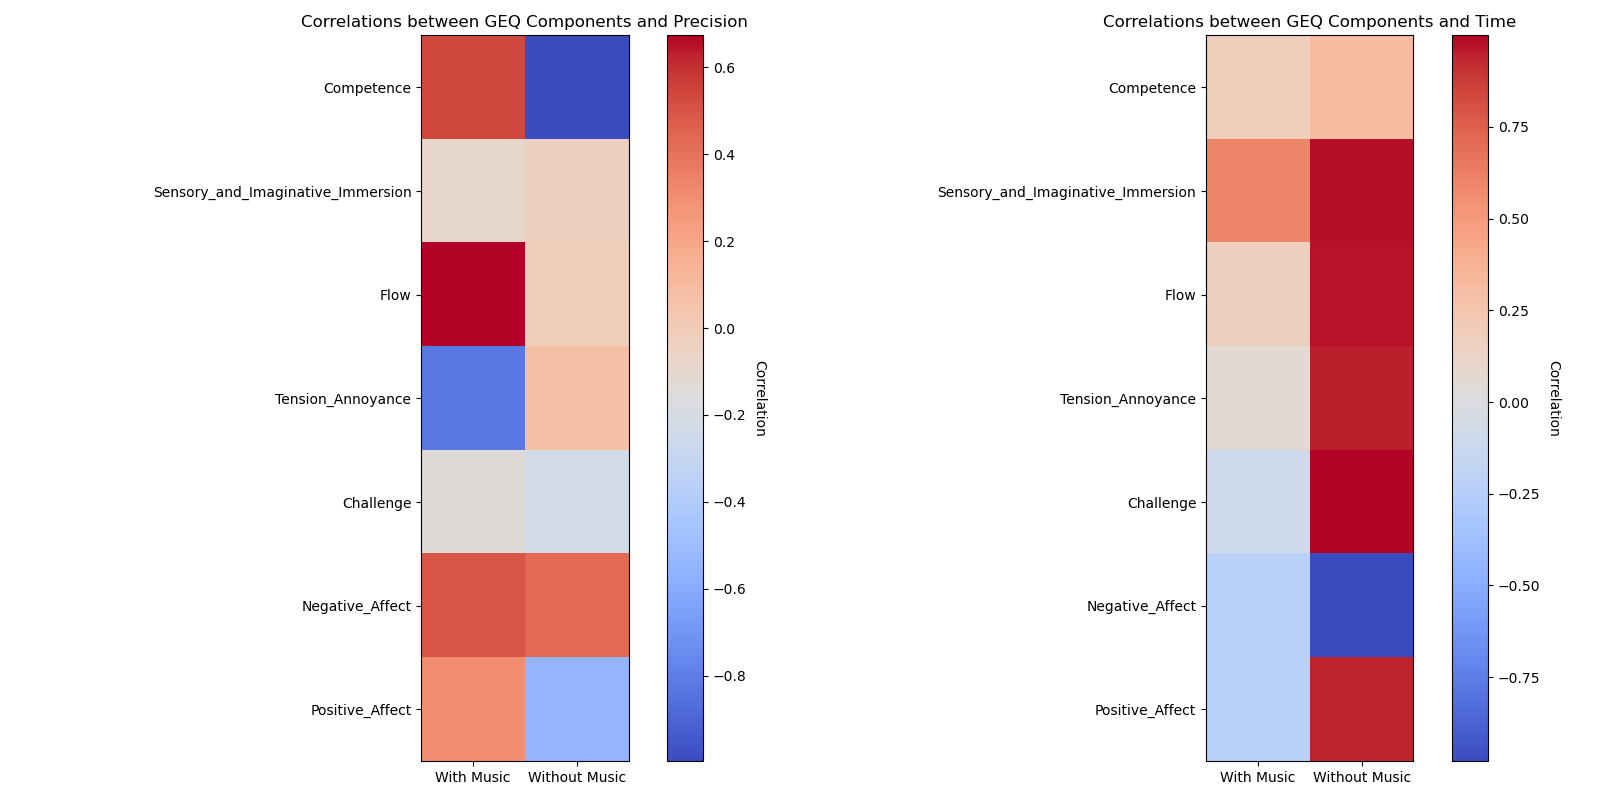 Correlations between GEQ Components and Precision
Competence
Sensory_and_Imaginative_Immersion
Flow
Tension_Annoyance
Challenge
Negative_Affect
Positive_Affect
With Music
Without Music
0.6
0.4
0.2
0.0
−0.2
−0.4
−0.6
−0.8
Correlation
Correlations between GEQ Components and Time
Competence
Sensory_and_Imaginative_Immersion
Flow
Tension_Annoyance
Challenge
Negative_Affect
Positive_Affect
With Music
Without Music
0.75
0.50
0.25
0.00
−0.25
−0.50
−0.75
Correlation